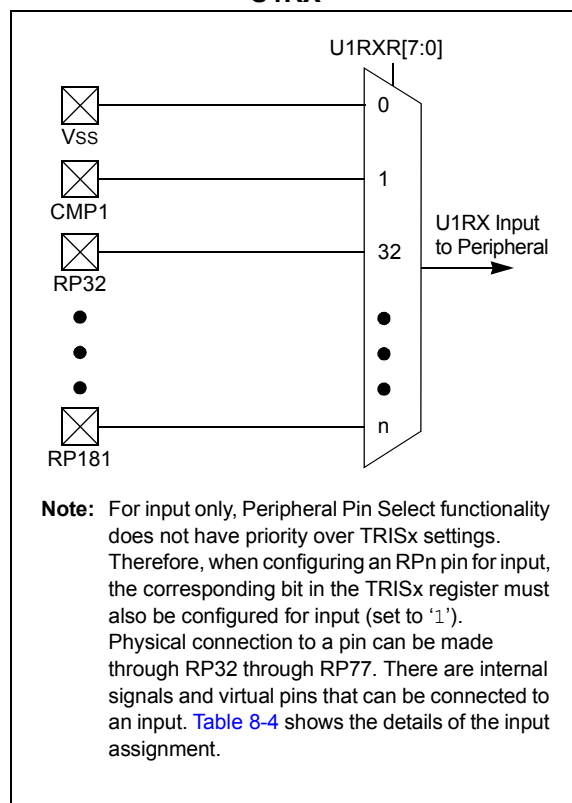 U1RXR[7:0]
0
Vss
1
CMP1
U1RX Input
to Peripheral
32
RP32
n
RP181
Note: For input only, Peripheral Pin Select functionality
does not have priority over TRISx settings.
Therefore, when configuring an RPn pin for input,
the corresponding bit in the TRISx register must
also be configured for input (set to ‘1’).
Physical connection to a pin can be made
through RP32 through RP77. There are internal
signals and virtual pins that can be connected to
an input. Table 8-4 shows the details of the input
assignment.